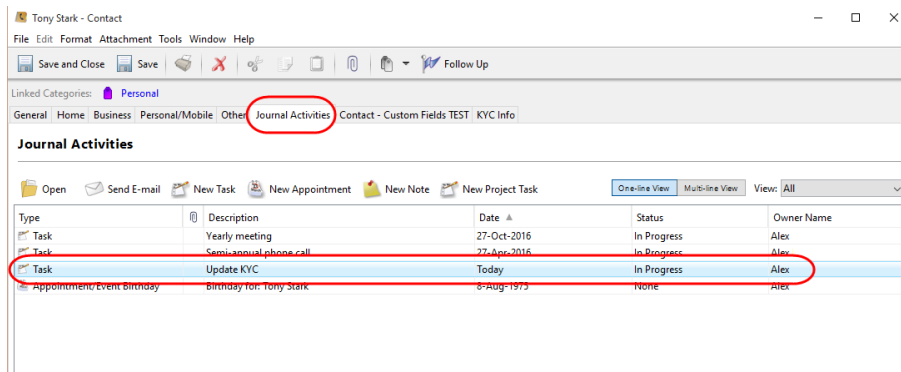 Tony Stark - Contact
File Edit Format Attachment Tools Window Help
Save and Close Save Follow Up
Linked Categories: Personal
General Home Business Personal/Mobile Other Journal Activities Contact - Custom Fields TEST KYC Info
Journal Activities
Open Send E-mail New Task New Appointment New Note New Project Task One-line View Multi-line View View: All
Type Description Date Status Owner Name
Task Yearly meeting 27-Oct-2016 In Progress Alex
Task Semi-annual phone call 27-Apr-2016 In Progress Alex
Task Update KYC Today In Progress Alex
Appointment/Event Birthday Birthday for: Tony Stark 8-Aug-1975 None Alex